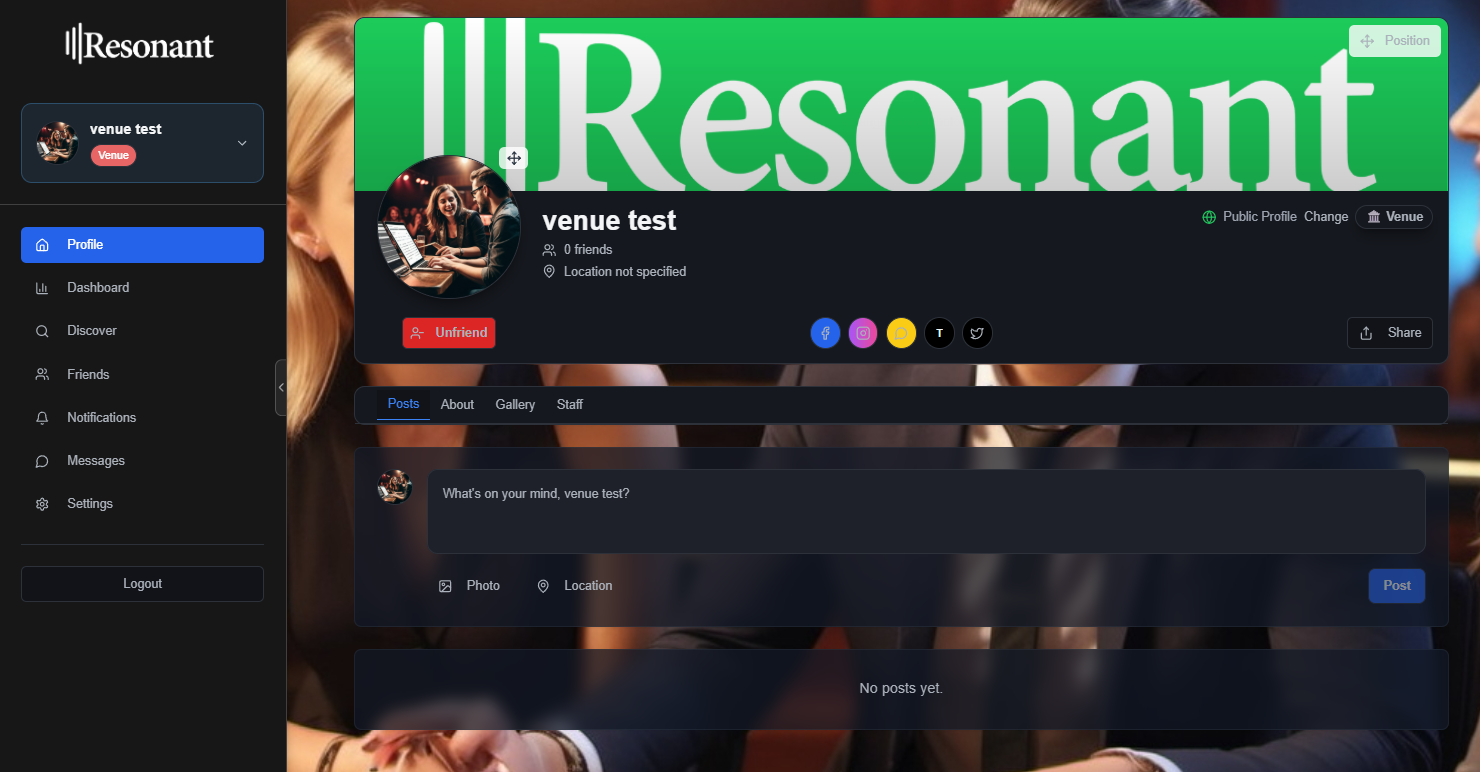 Resonant
venue test
Venue
Profile
Dashboard
Discover
Friends
Notifications
Messages
Settings
Logout
Resonant
Position
venue test
0 friends
Location not specified
Public Profile Change Venue
Unfriend
T
Share
Posts About Gallery Staff
What's on your mind, venue test?
Photo Location
Post
No posts yet.